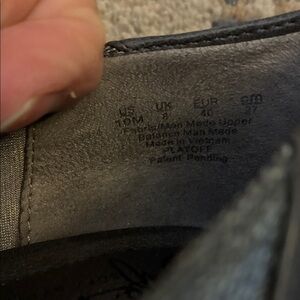 US UK EUR cm
10M 8 40 27
Fabric/Man Made Upper
Balance Man Made
Made in Vietnam
PLAYOFF
Patent Pending